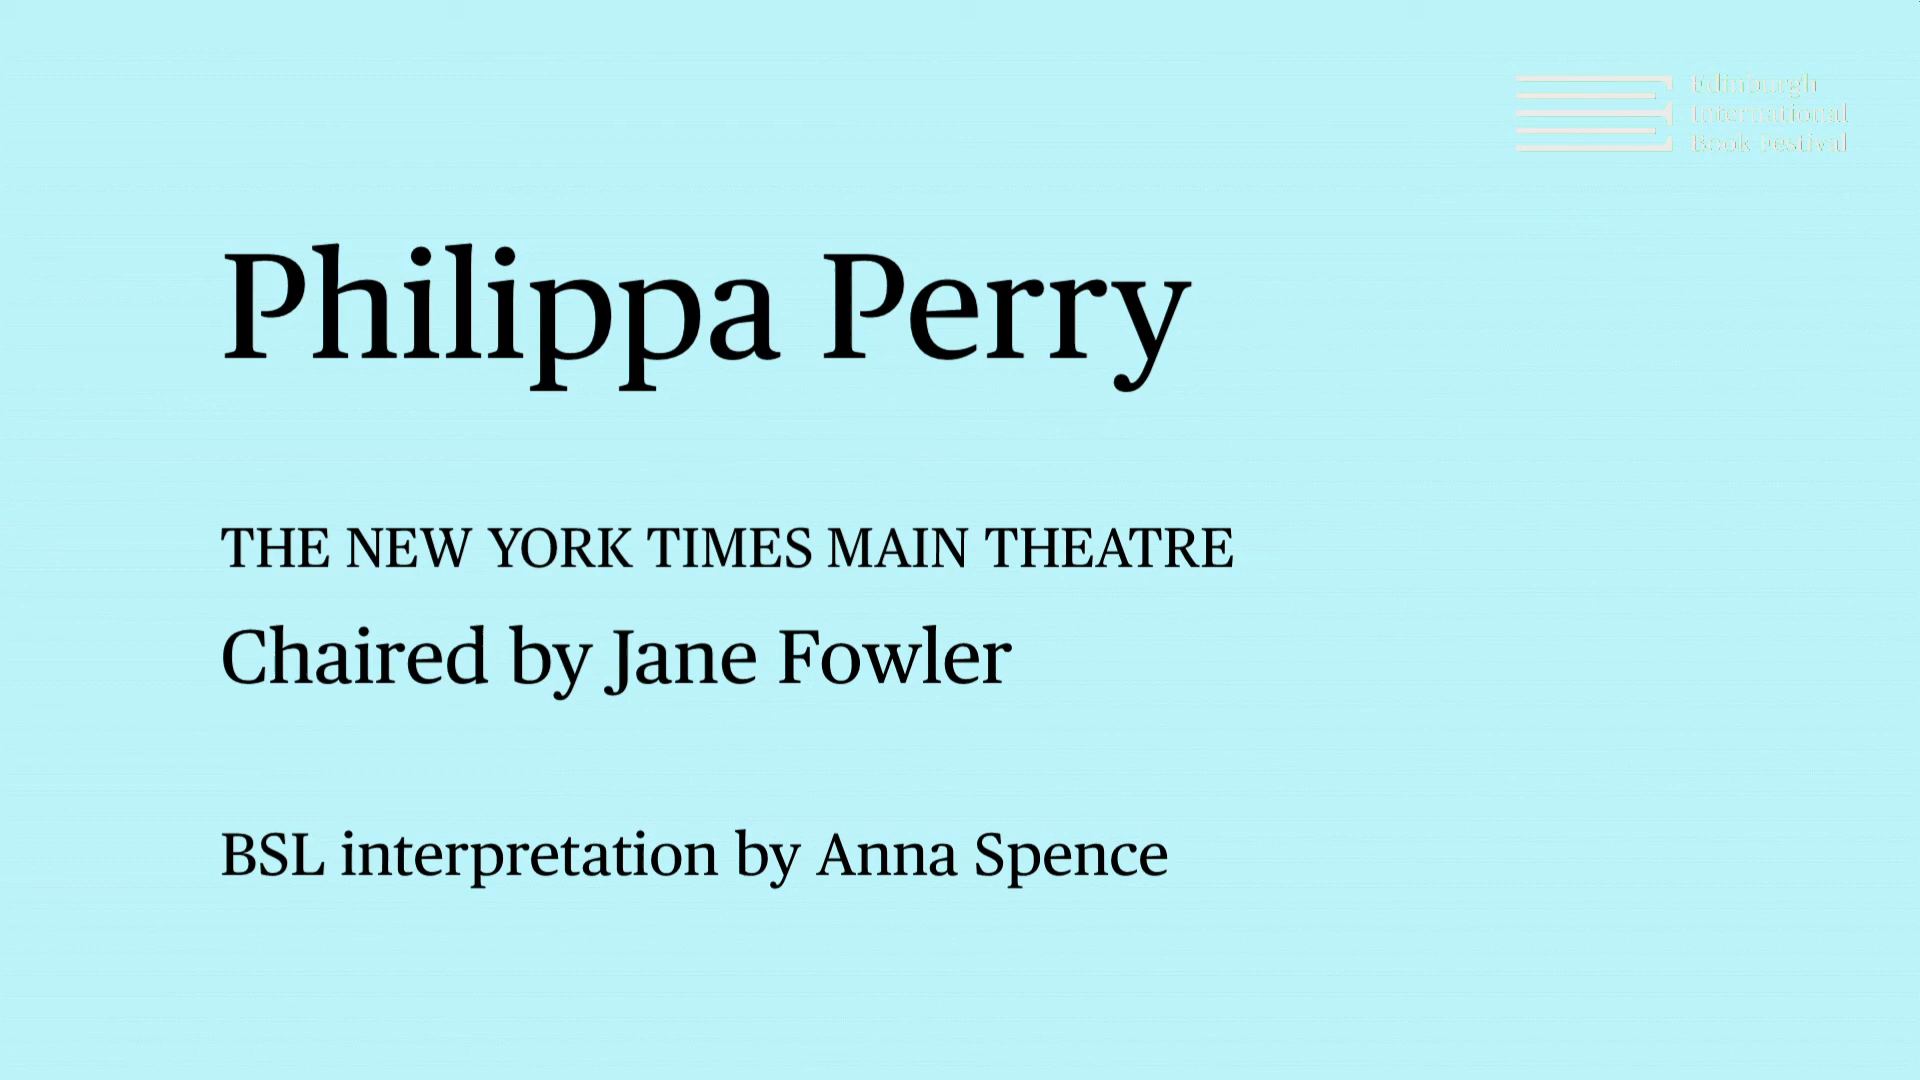 Edinburgh
International
Book Festival
Philippa Perry
THE NEW YORK TIMES MAIN THEATRE
Chaired by Jane Fowler
BSL interpretation by Anna Spence